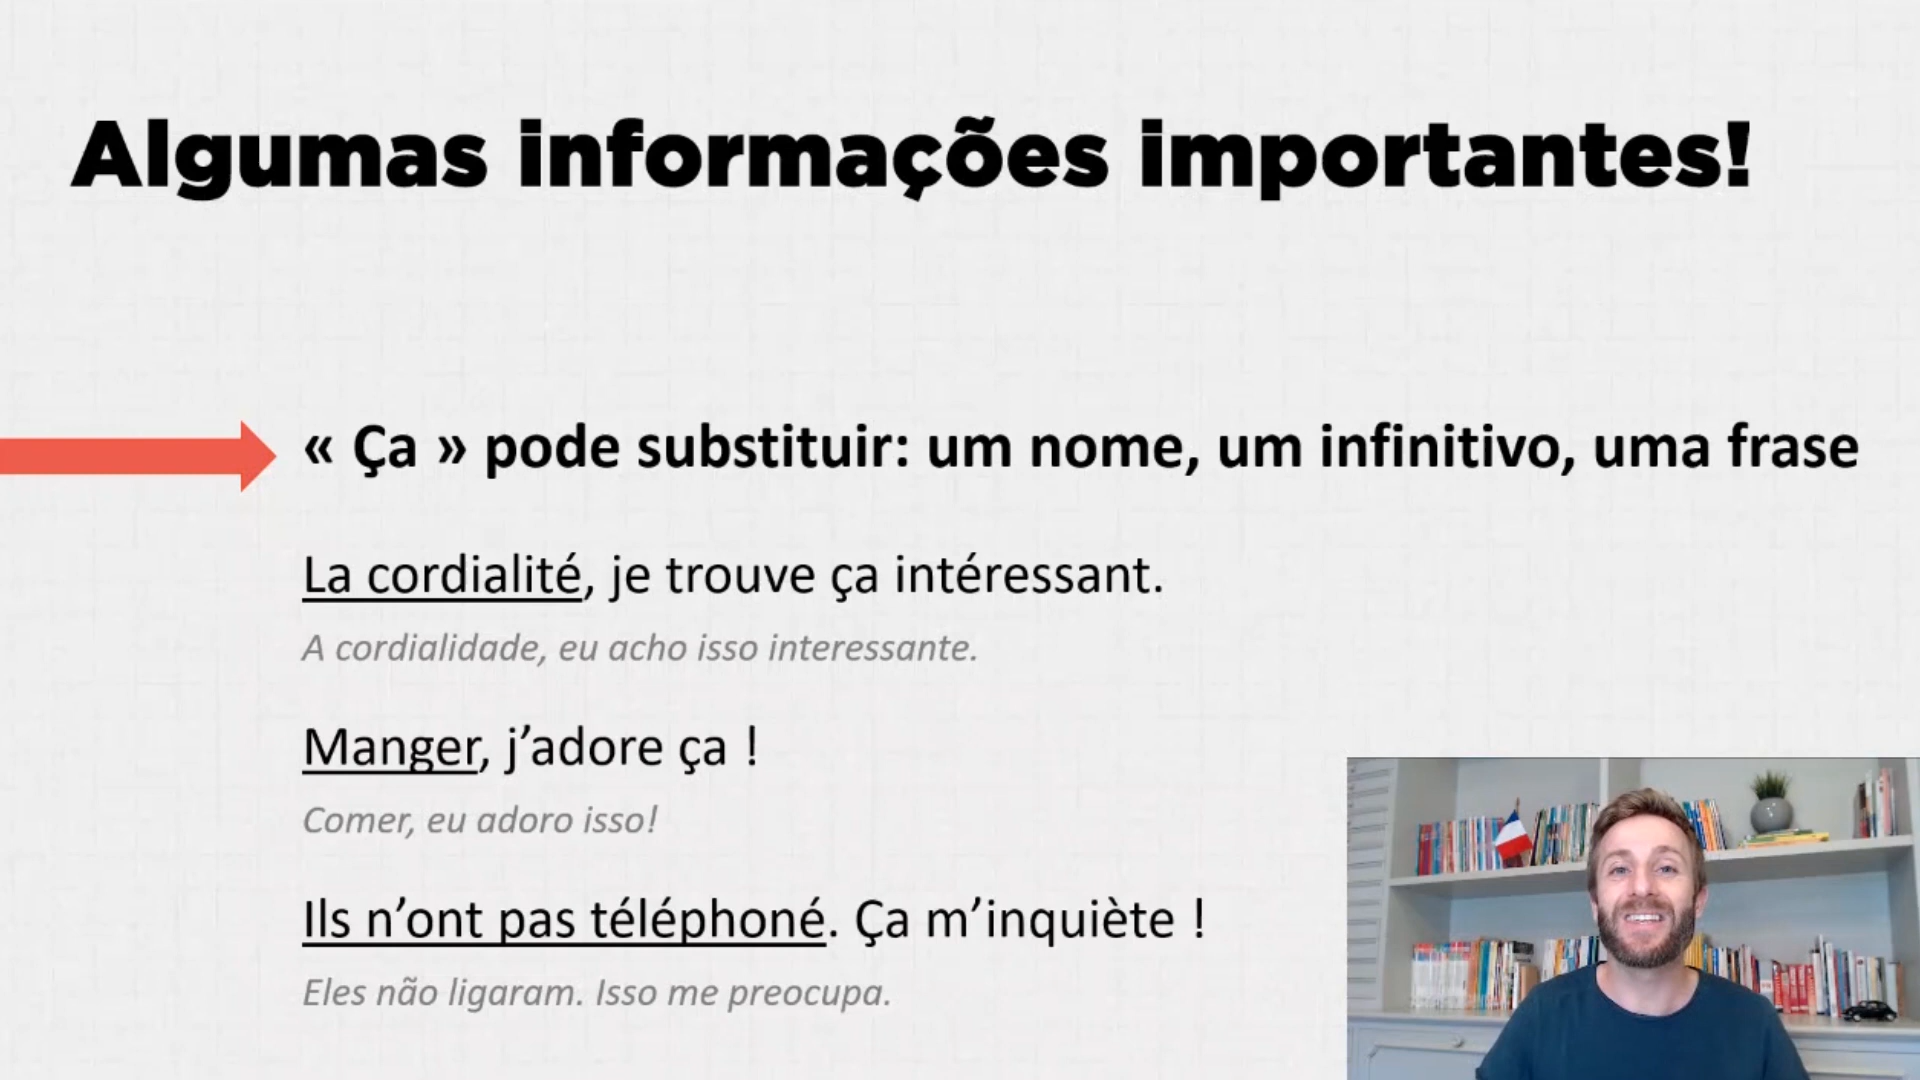 Algumas informações importantes!
« Ça » pode substituir: um nome, um infinitivo, uma frase
La cordialité, je trouve ça intéressant.
A cordialidade, eu acho isso interessante.
Manger, j’adore ça !
Comer, eu adoro isso!
Ils n’ont pas téléphoné. Ça m’inquiète !
Eles não ligaram. Isso me preocupa.